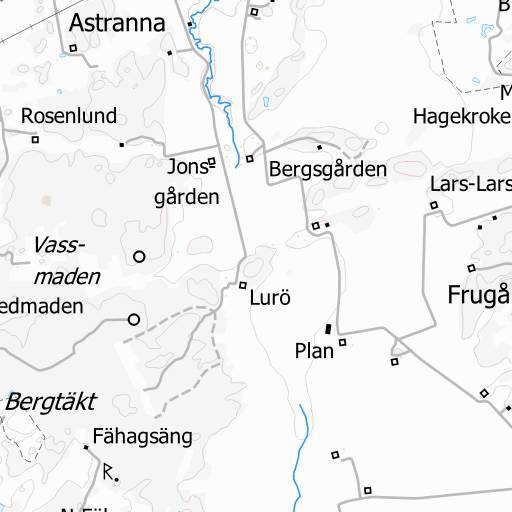 Astranna
Rosenlund
Hagekroke
Jons-
gården
Bergsgården
Lars-Lars
Vass-
maden
edmaden
Lurö
Frugå
Plan
Bergtäkt
Fähagsäng